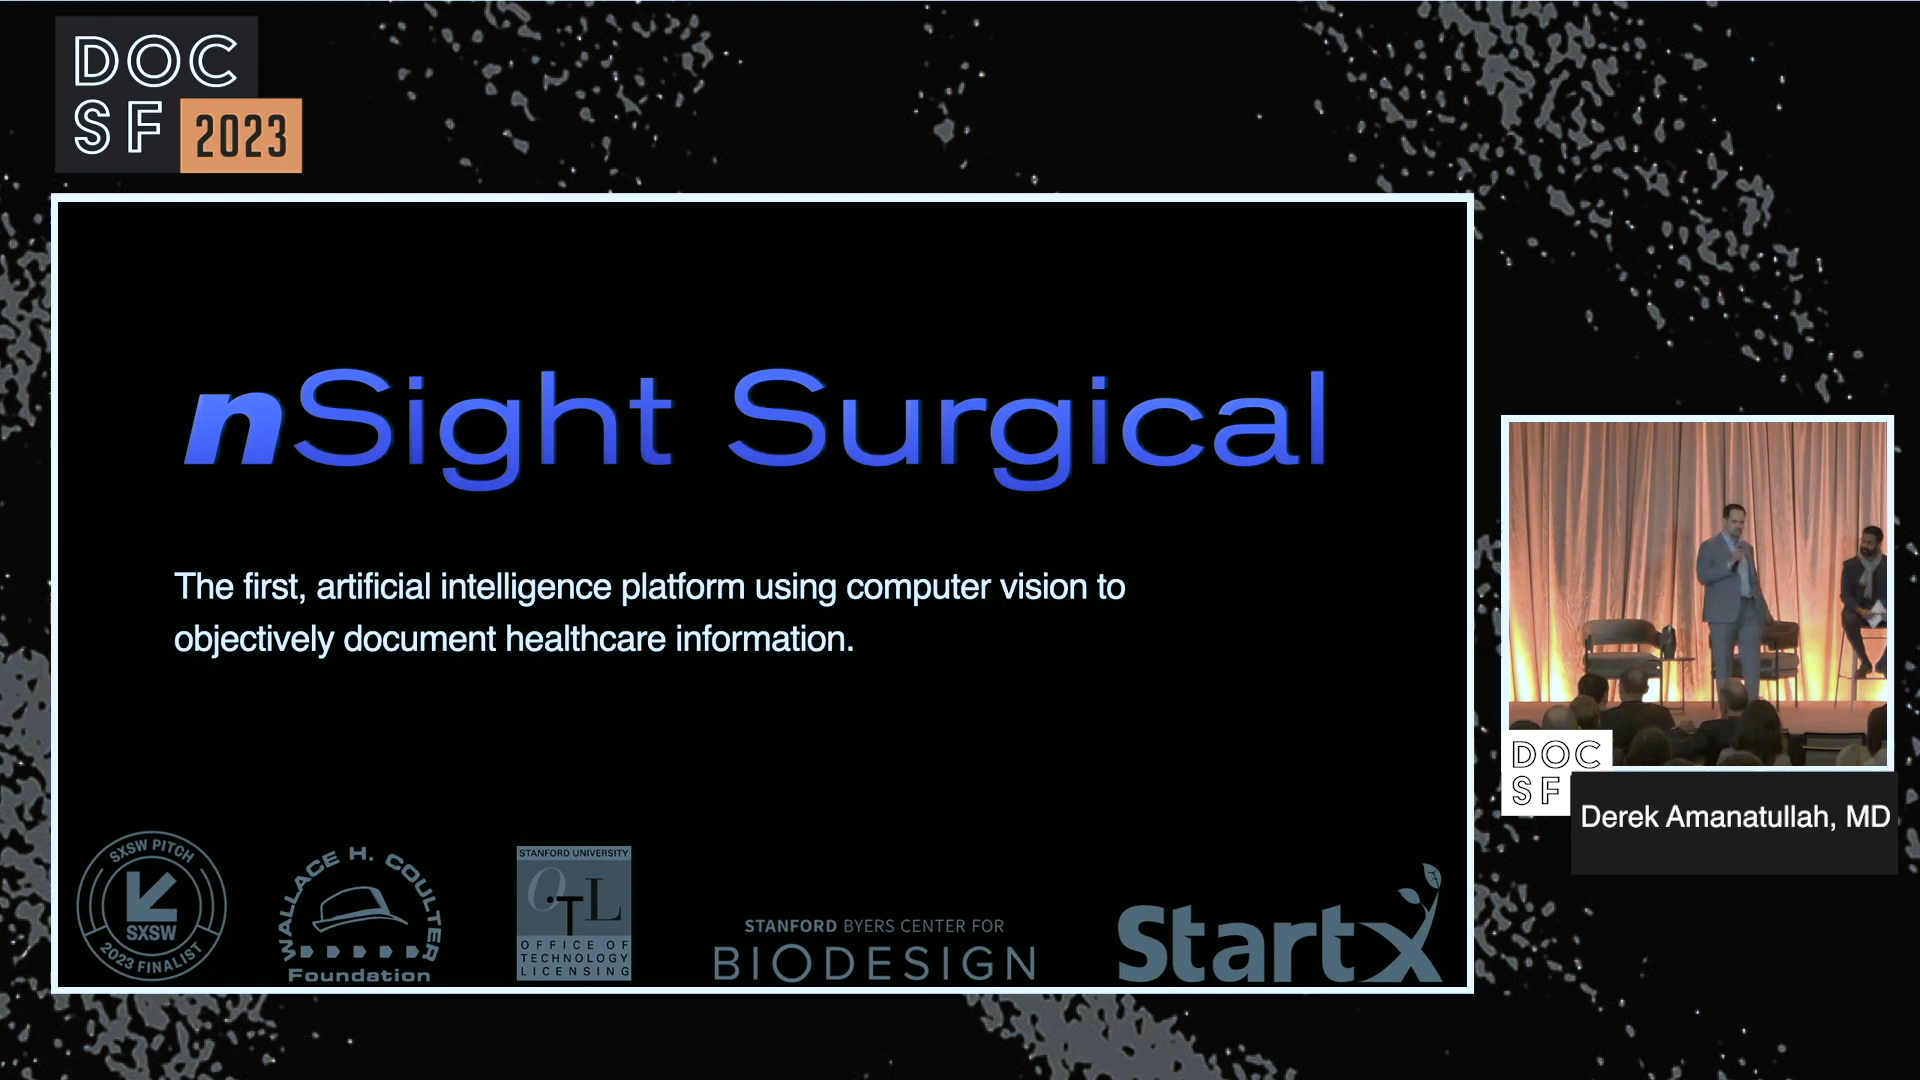 DOC
SF 2023
nSight Surgical
The first, artificial intelligence platform using computer vision to
objectively document healthcare information.
SXSW PITCH
SXSW
2023 FINALIST
WALLACE H. COULTER
Foundation
STANFORD UNIVERSITY
OTL
OFFICE OF
TECHNOLOGY
LICENSING
STANFORD BYERS CENTER FOR
BIODESIGN
StartX
DOC
SF
Derek Amanatullah, MD